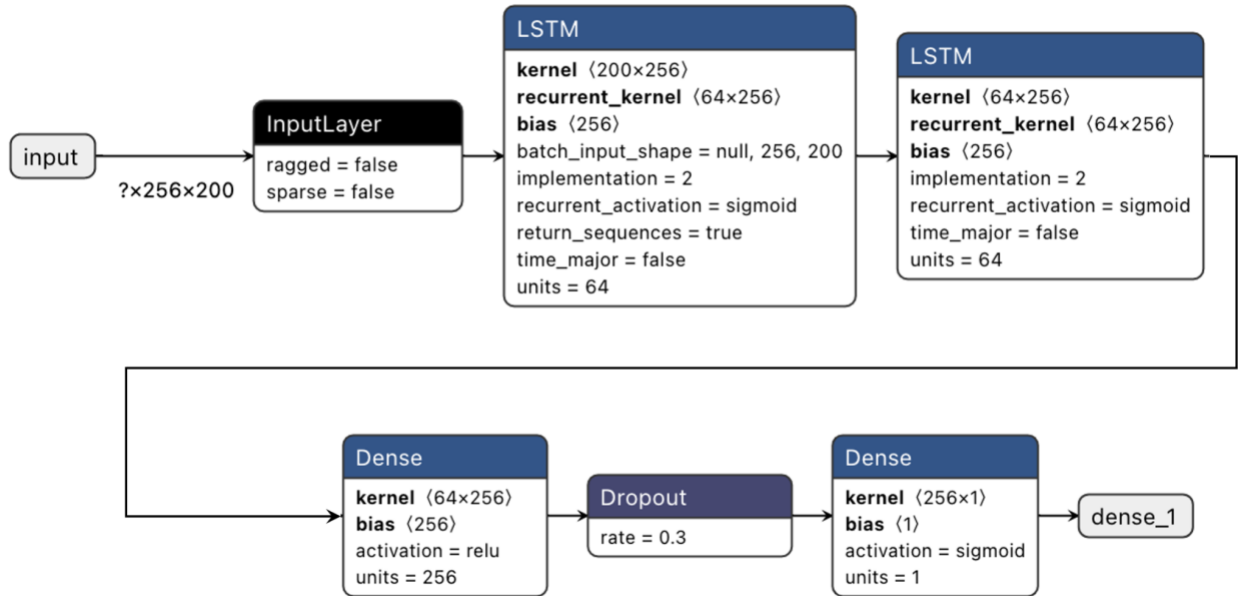 input
?×256×200
InputLayer
ragged = false
sparse = false
LSTM
kernel ⟨200×256⟩
recurrent_kernel ⟨64×256⟩
bias ⟨256⟩
batch_input_shape = null, 256, 200
implementation = 2
recurrent_activation = sigmoid
return_sequences = true
time_major = false
units = 64
LSTM
kernel ⟨64×256⟩
recurrent_kernel ⟨64×256⟩
bias ⟨256⟩
implementation = 2
recurrent_activation = sigmoid
time_major = false
units = 64
Dense
kernel ⟨64×256⟩
bias ⟨256⟩
activation = relu
units = 256
Dropout
rate = 0.3
Dense
kernel ⟨256×1⟩
bias ⟨1⟩
activation = sigmoid
units = 1
dense_1